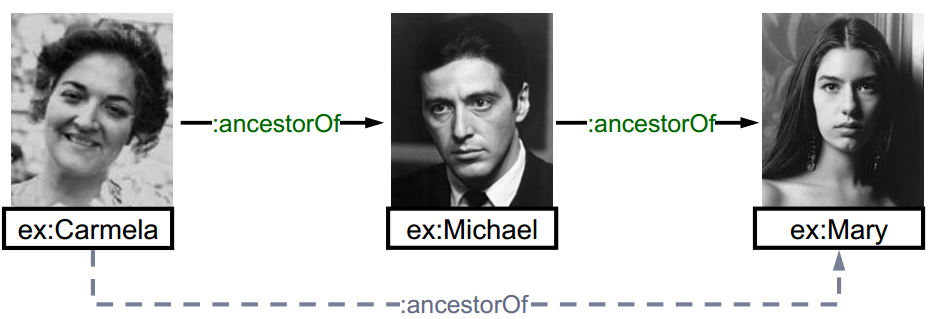 :ancestorOf
:ancestorOf
ex:Carmela
ex:Michael
ex:Mary
:ancestorOf